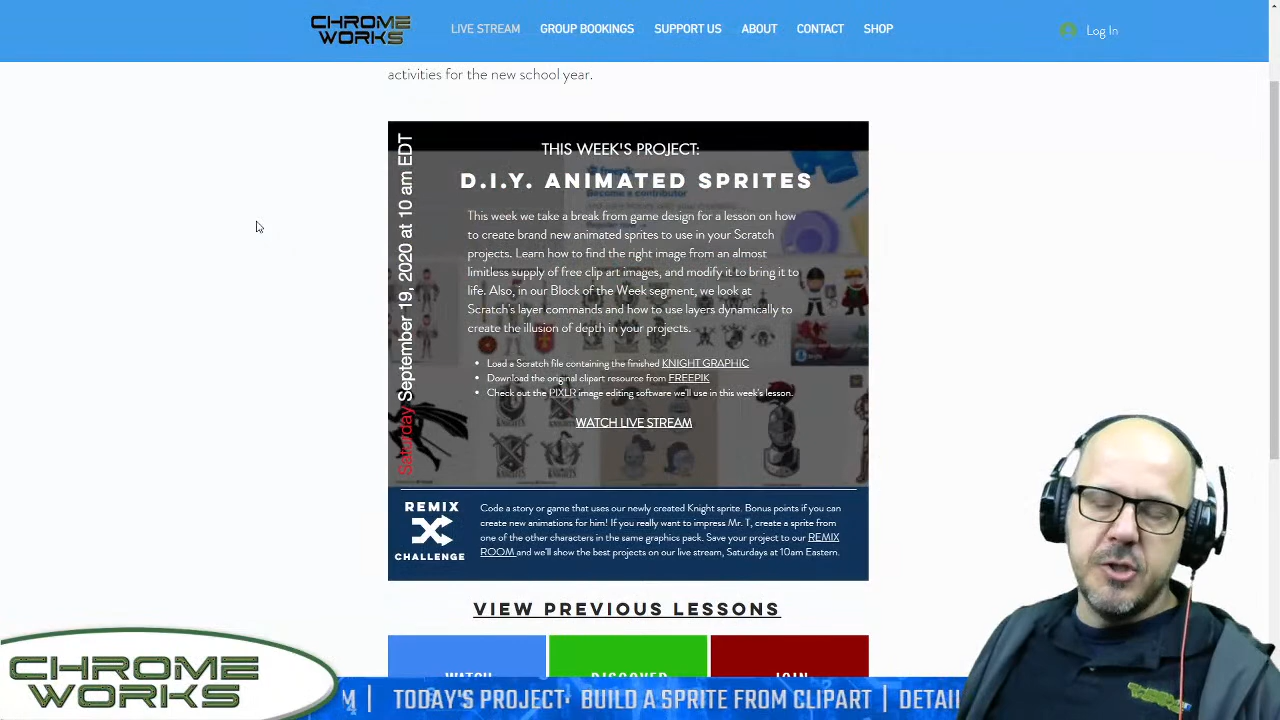 CHROME WORKS
LIVE STREAM GROUP BOOKINGS SUPPORT US ABOUT CONTACT SHOP
Log In
activities for the new school year.
Saturday September 19, 2020 at 10 am EDT
THIS WEEK'S PROJECT:
D.I.Y. ANIMATED SPRITES
This week we take a break from game design for a lesson on how
to create brand new animated sprites to use in your Scratch
projects. Learn how to find the right image from an almost
limitless supply of free clip art images, and modify it to bring it to
life. Also, in our Block of the Week segment, we look at
Scratch's layer commands and how to use layers dynamically to
create the illusion of depth in your projects.
• Load a Scratch file containing the finished KNIGHT GRAPHIC
• Download the original clipart resource from FREEPIK
• Check out the PIXLR image editing software we'll use in this week's lesson.
WATCH LIVE STREAM
REMIX
CHALLENGE
Code a story or game that uses our newly created Knight sprite. Bonus points if you can
create new animations for him! If you really want to impress Mr. T, create a sprite from
one of the other characters in the same graphics pack. Save your project to our REMIX
ROOM and we'll show the best projects on our live stream, Saturdays at 10am Eastern.
VIEW PREVIOUS LESSONS
WATCH DISCOVER JOIN
CHROME
WORKS
M | TODAY'S PROJECT: BUILD A SPRITE FROM CLIPART | DETAIL